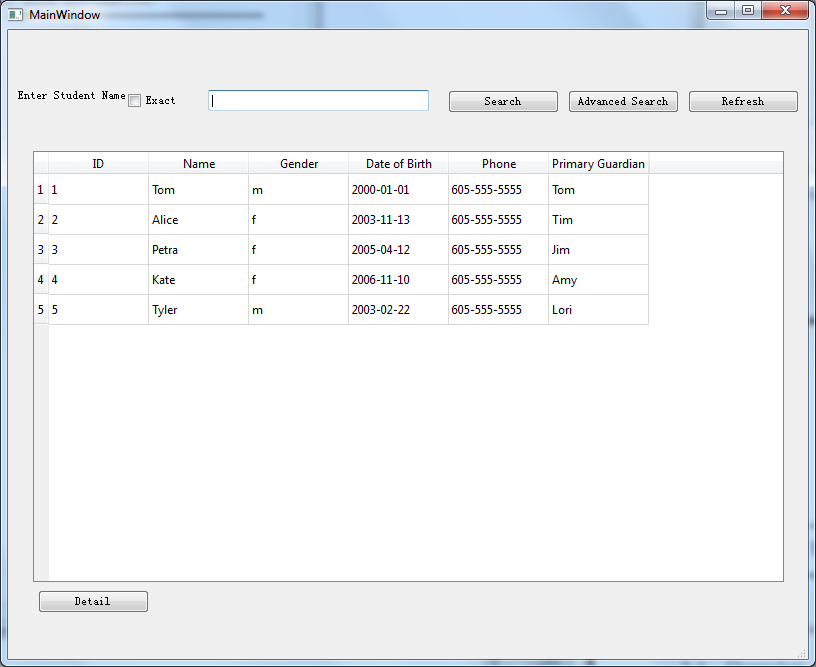 MainWindow
Enter Student Name Exact Search Advanced Search Refresh
ID Name Gender Date of Birth Phone Primary Guardian
1 1 Tom m 2000-01-01 605-555-5555 Tom
2 2 Alice f 2003-11-13 605-555-5555 Tim
3 3 Petra f 2005-04-12 605-555-5555 Jim
4 4 Kate f 2006-11-10 605-555-5555 Amy
5 5 Tyler m 2003-02-22 605-555-5555 Lori
Detail